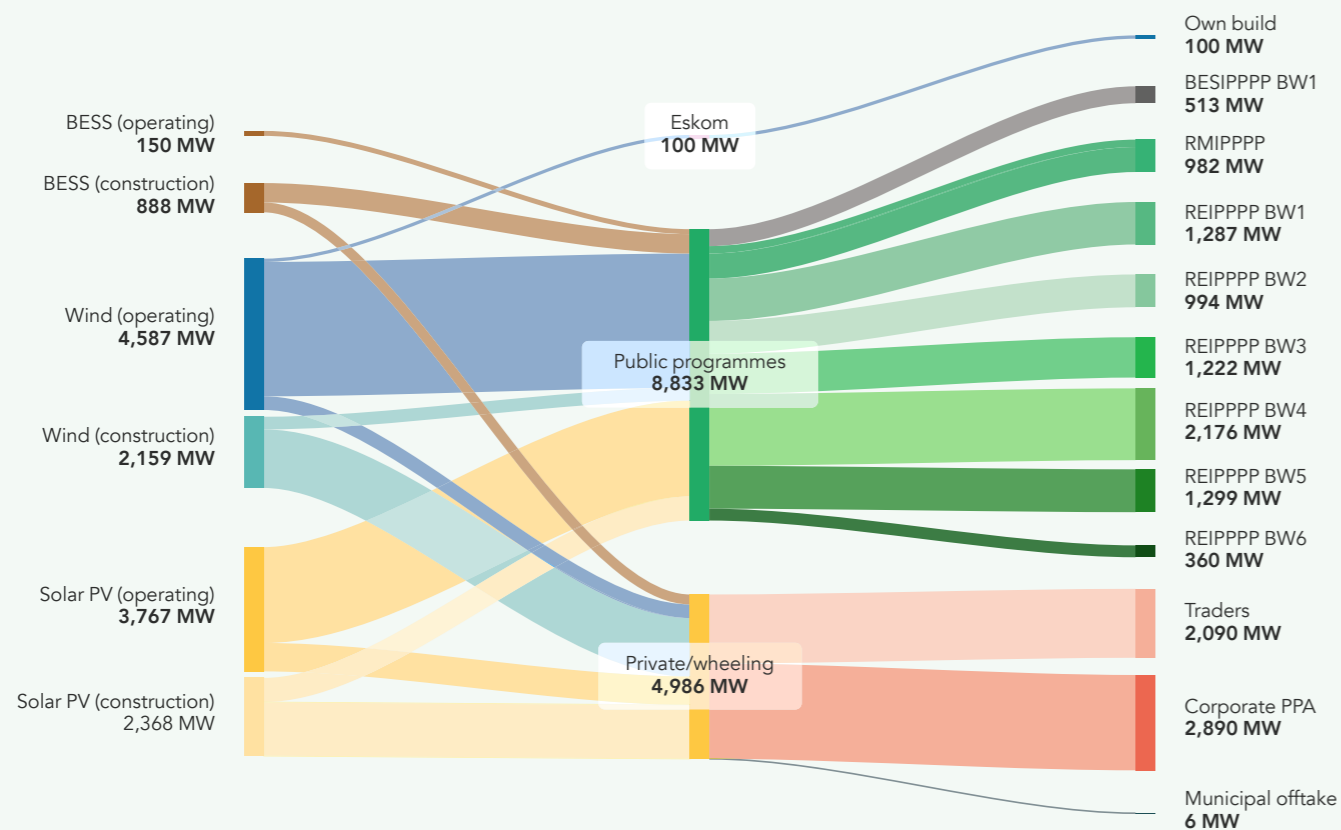 BESS (operating)
150 MW
BESS (construction)
888 MW
Wind (operating)
4,587 MW
Wind (construction)
2,159 MW
Solar PV (operating)
3,767 MW
Solar PV (construction)
2,368 MW
Eskom
100 MW
Public programmes
8,833 MW
Private/wheeling
4,986 MW
Own build
100 MW
BESIPPPP BW1
513 MW
RMIPPPP
982 MW
REIPPPP BW1
1,287 MW
REIPPPP BW2
994 MW
REIPPPP BW3
1,222 MW
REIPPPP BW4
2,176 MW
REIPPPP BW5
1,299 MW
REIPPPP BW6
360 MW
Traders
2,090 MW
Corporate PPA
2,890 MW
Municipal offtake
6 MW